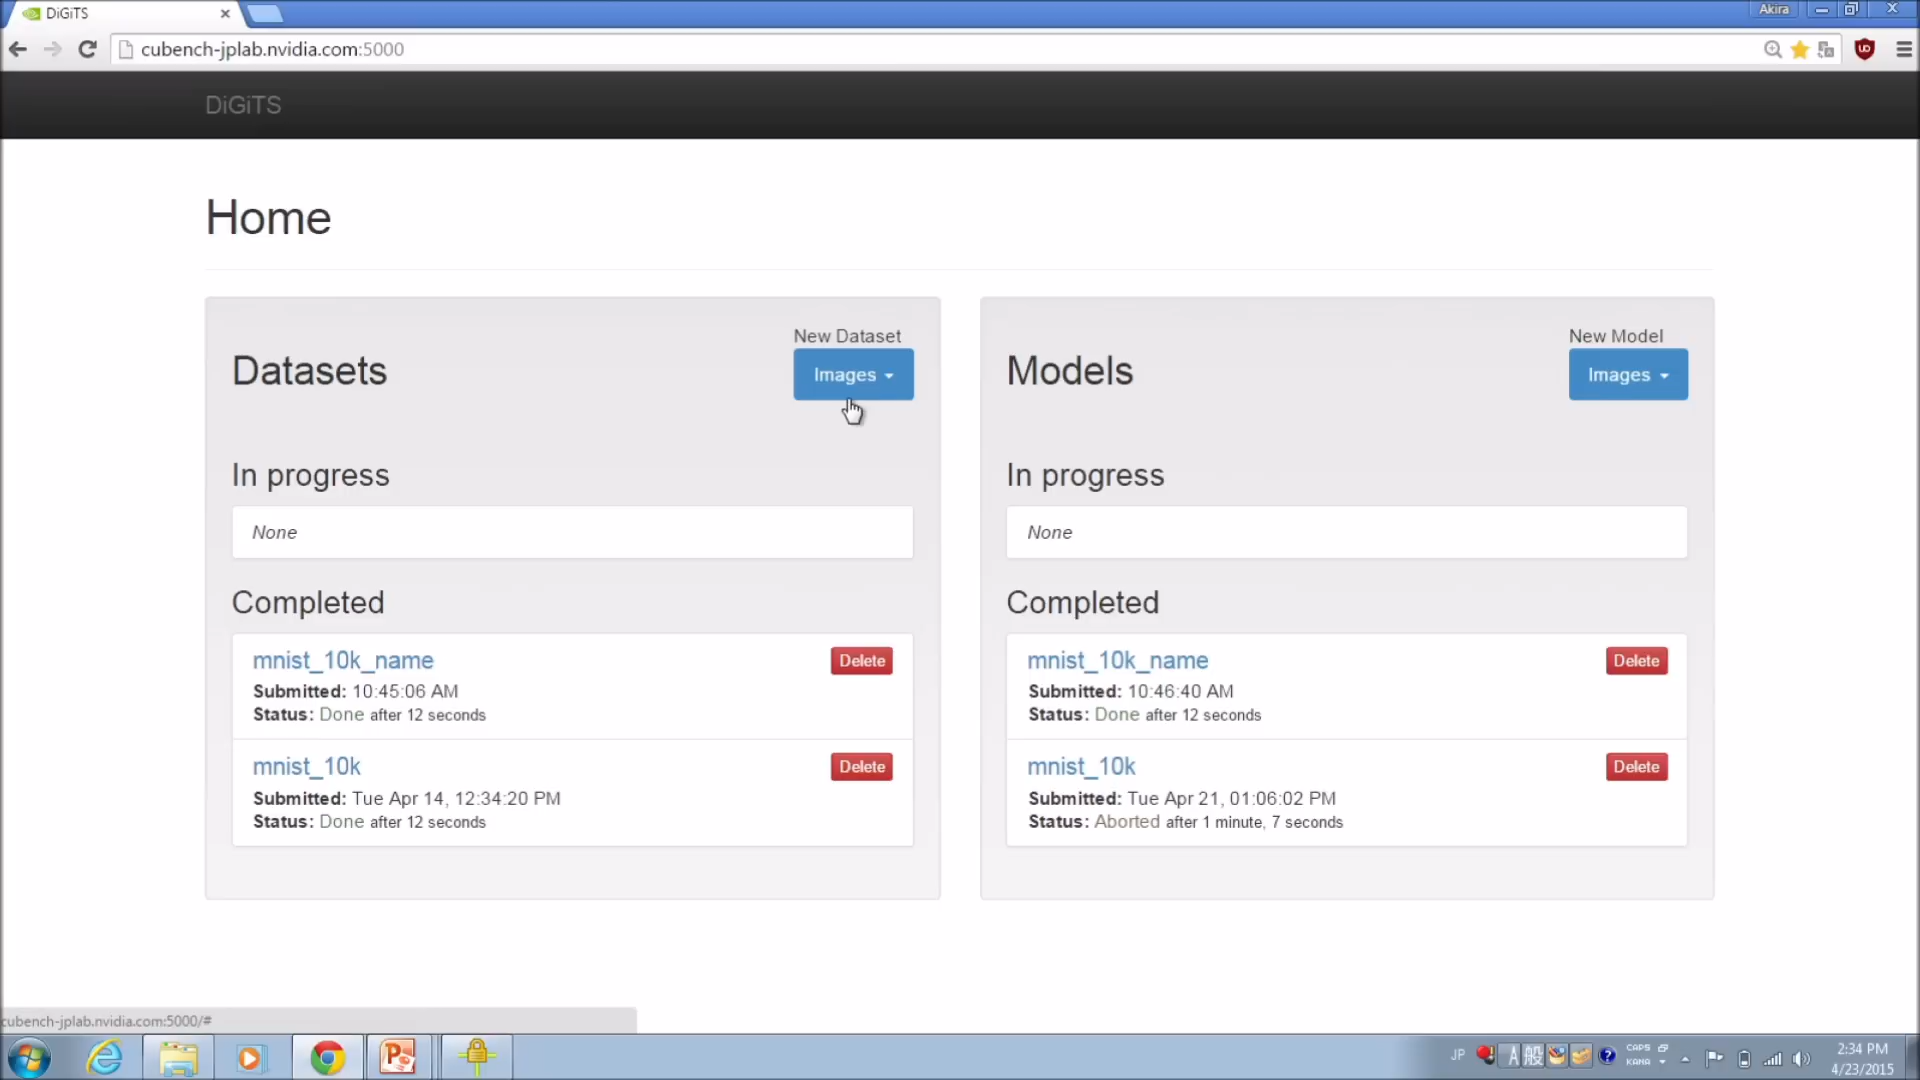 DiGiTS
Akira
cubench-jplab.nvidia.com:5000
DiGiTS
Home
Datasets
New Dataset
Images
In progress
None
Completed
mnist_10k_name
Delete
Submitted: 10:45:06 AM
Status: Done after 12 seconds
mnist_10k
Delete
Submitted: Tue Apr 14, 12:34:20 PM
Status: Done after 12 seconds
Models
New Model
Images
In progress
None
Completed
mnist_10k_name
Delete
Submitted: 10:46:40 AM
Status: Done after 12 seconds
mnist_10k
Delete
Submitted: Tue Apr 21, 01:06:02 PM
Status: Aborted after 1 minute, 7 seconds
cubench-jplab.nvidia.com:5000/#
JP
A 般
CAPS
KANA
2:34 PM
4/23/2015